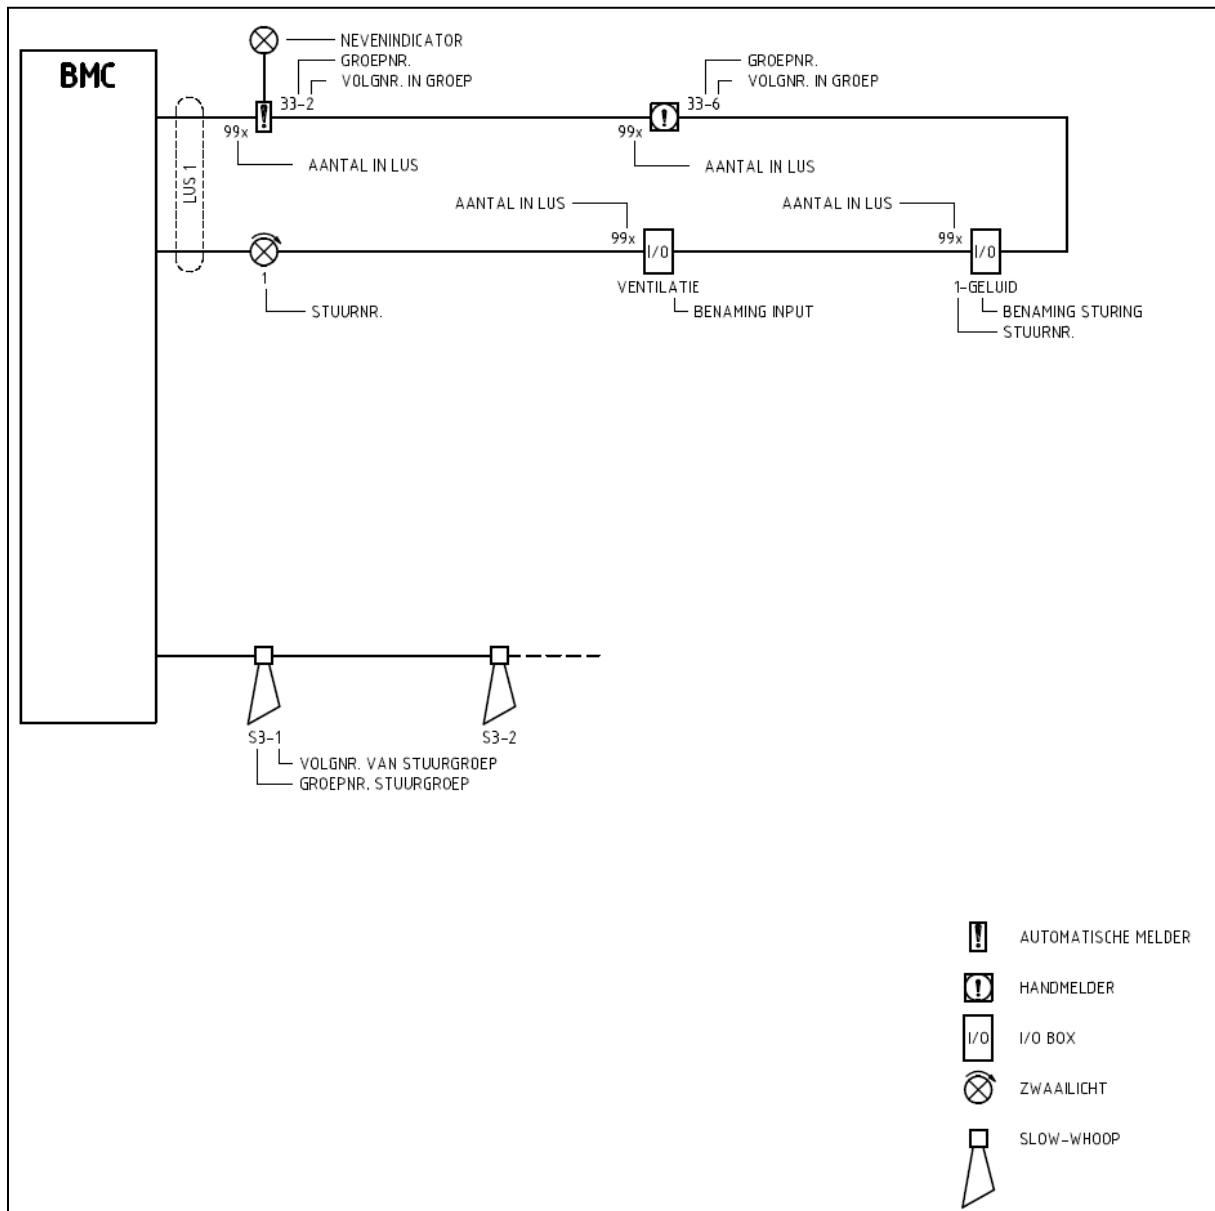 BMC
NEVENINDICATOR
GROEPNR.
VOLGNR. IN GROEP
33-2
99x
AANTAL IN LUS
GROEPNR.
VOLGNR. IN GROEP
33-6
99x
AANTAL IN LUS
LUS 1
1
STUURNR.
AANTAL IN LUS
99x
I/O
VENTILATIE
BENAMING INPUT
AANTAL IN LUS
99x
I/O
1-GELUID
BENAMING STURING
STUURNR.
S3-1
VOLGNR. VAN STUURGROEP
GROEPNR. STUURGROEP
S3-2
AUTOMATISCHE MELDER
HANDMELDER
I/O
I/O BOX
ZWAAILICHT
SLOW-WHOOP